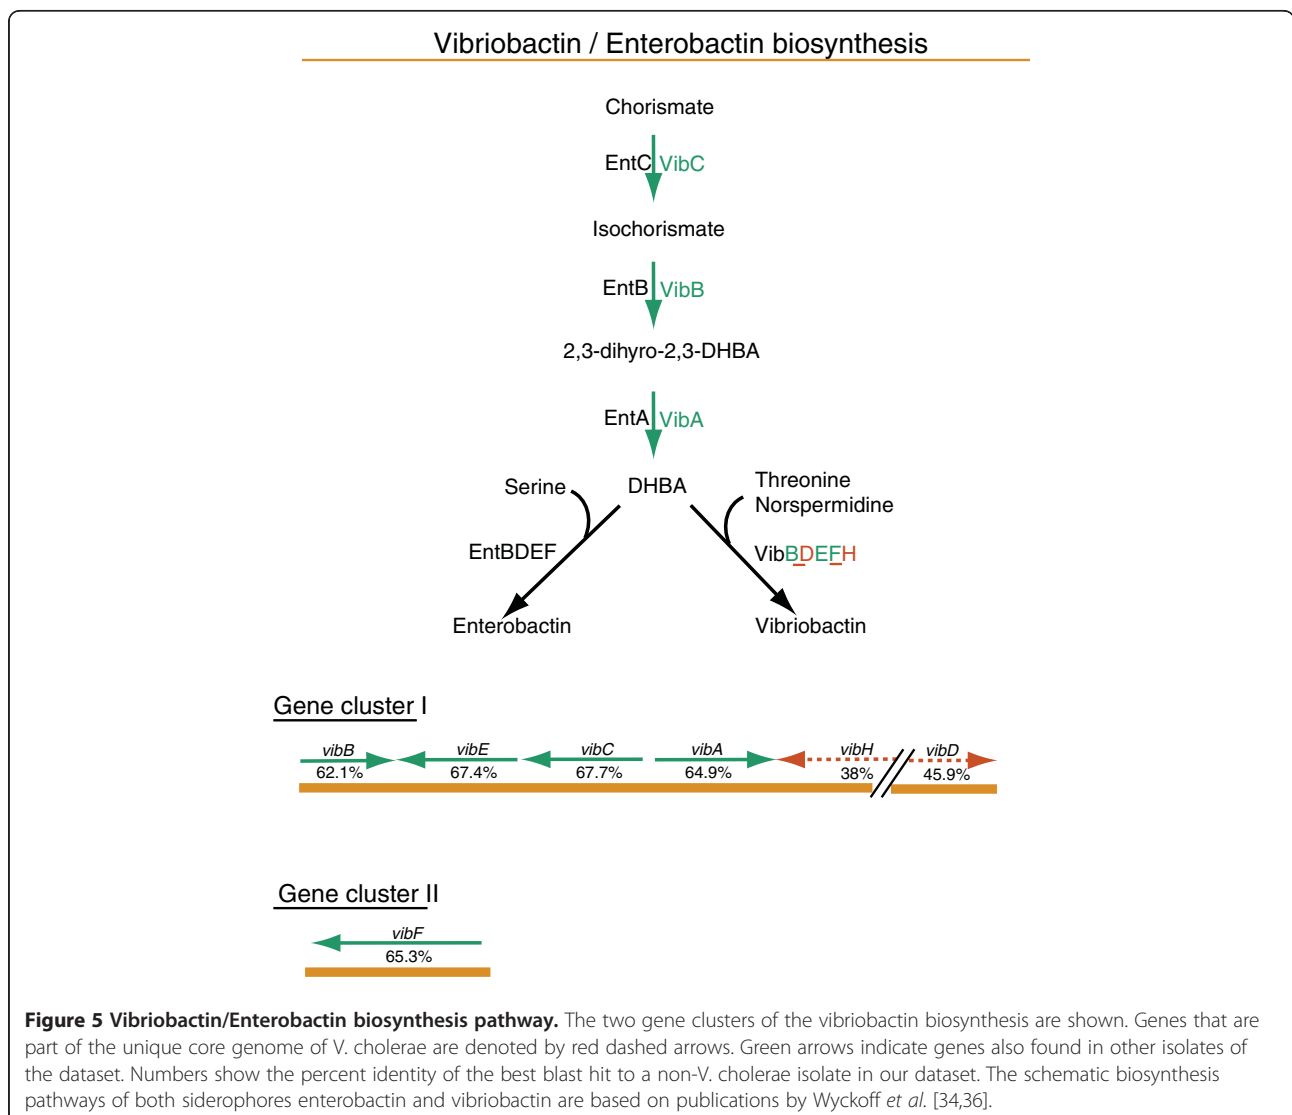 Vibriobactin / Enterobactin biosynthesis
Chorismate
EntC VibC
Isochorismate
EntB VibB
2,3-dihyro-2,3-DHBA
EntA VibA
Serine DHBA Threonine
Norspermidine
EntBDEF VibBDEFH
Enterobactin Vibriobactin
Gene cluster I
vibB vibE vibC vibA vibH vibD
62.1% 67.4% 67.7% 64.9% 38% 45.9%
Gene cluster II
vibF
65.3%
Figure 5 Vibriobactin/Enterobactin biosynthesis pathway. The two gene clusters of the vibriobactin biosynthesis are shown. Genes that are
part of the unique core genome of V. cholerae are denoted by red dashed arrows. Green arrows indicate genes also found in other isolates of
the dataset. Numbers show the percent identity of the best blast hit to a non-V. cholerae isolate in our dataset. The schematic biosynthesis
pathways of both siderophores enterobactin and vibriobactin are based on publications by Wyckoff et al. [34,36].